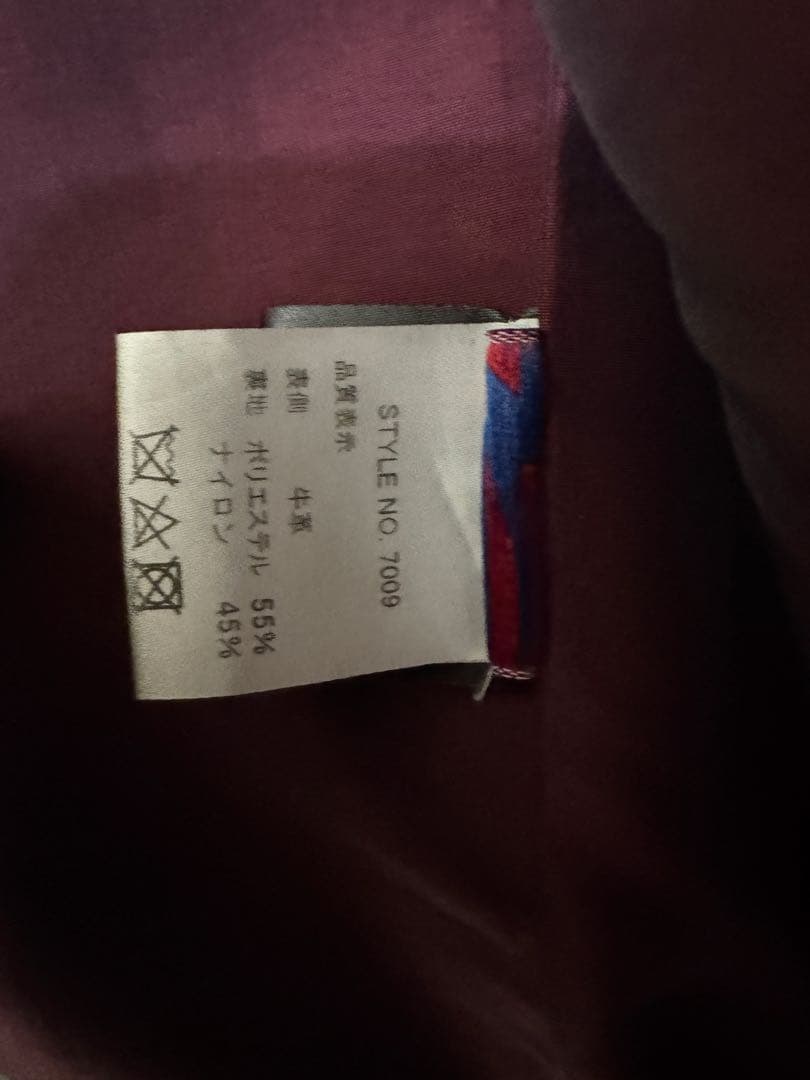 STYLE NO. 7009
品質表示
表側 牛革
裏地 ポリエステル 55%
ナイロン 45%